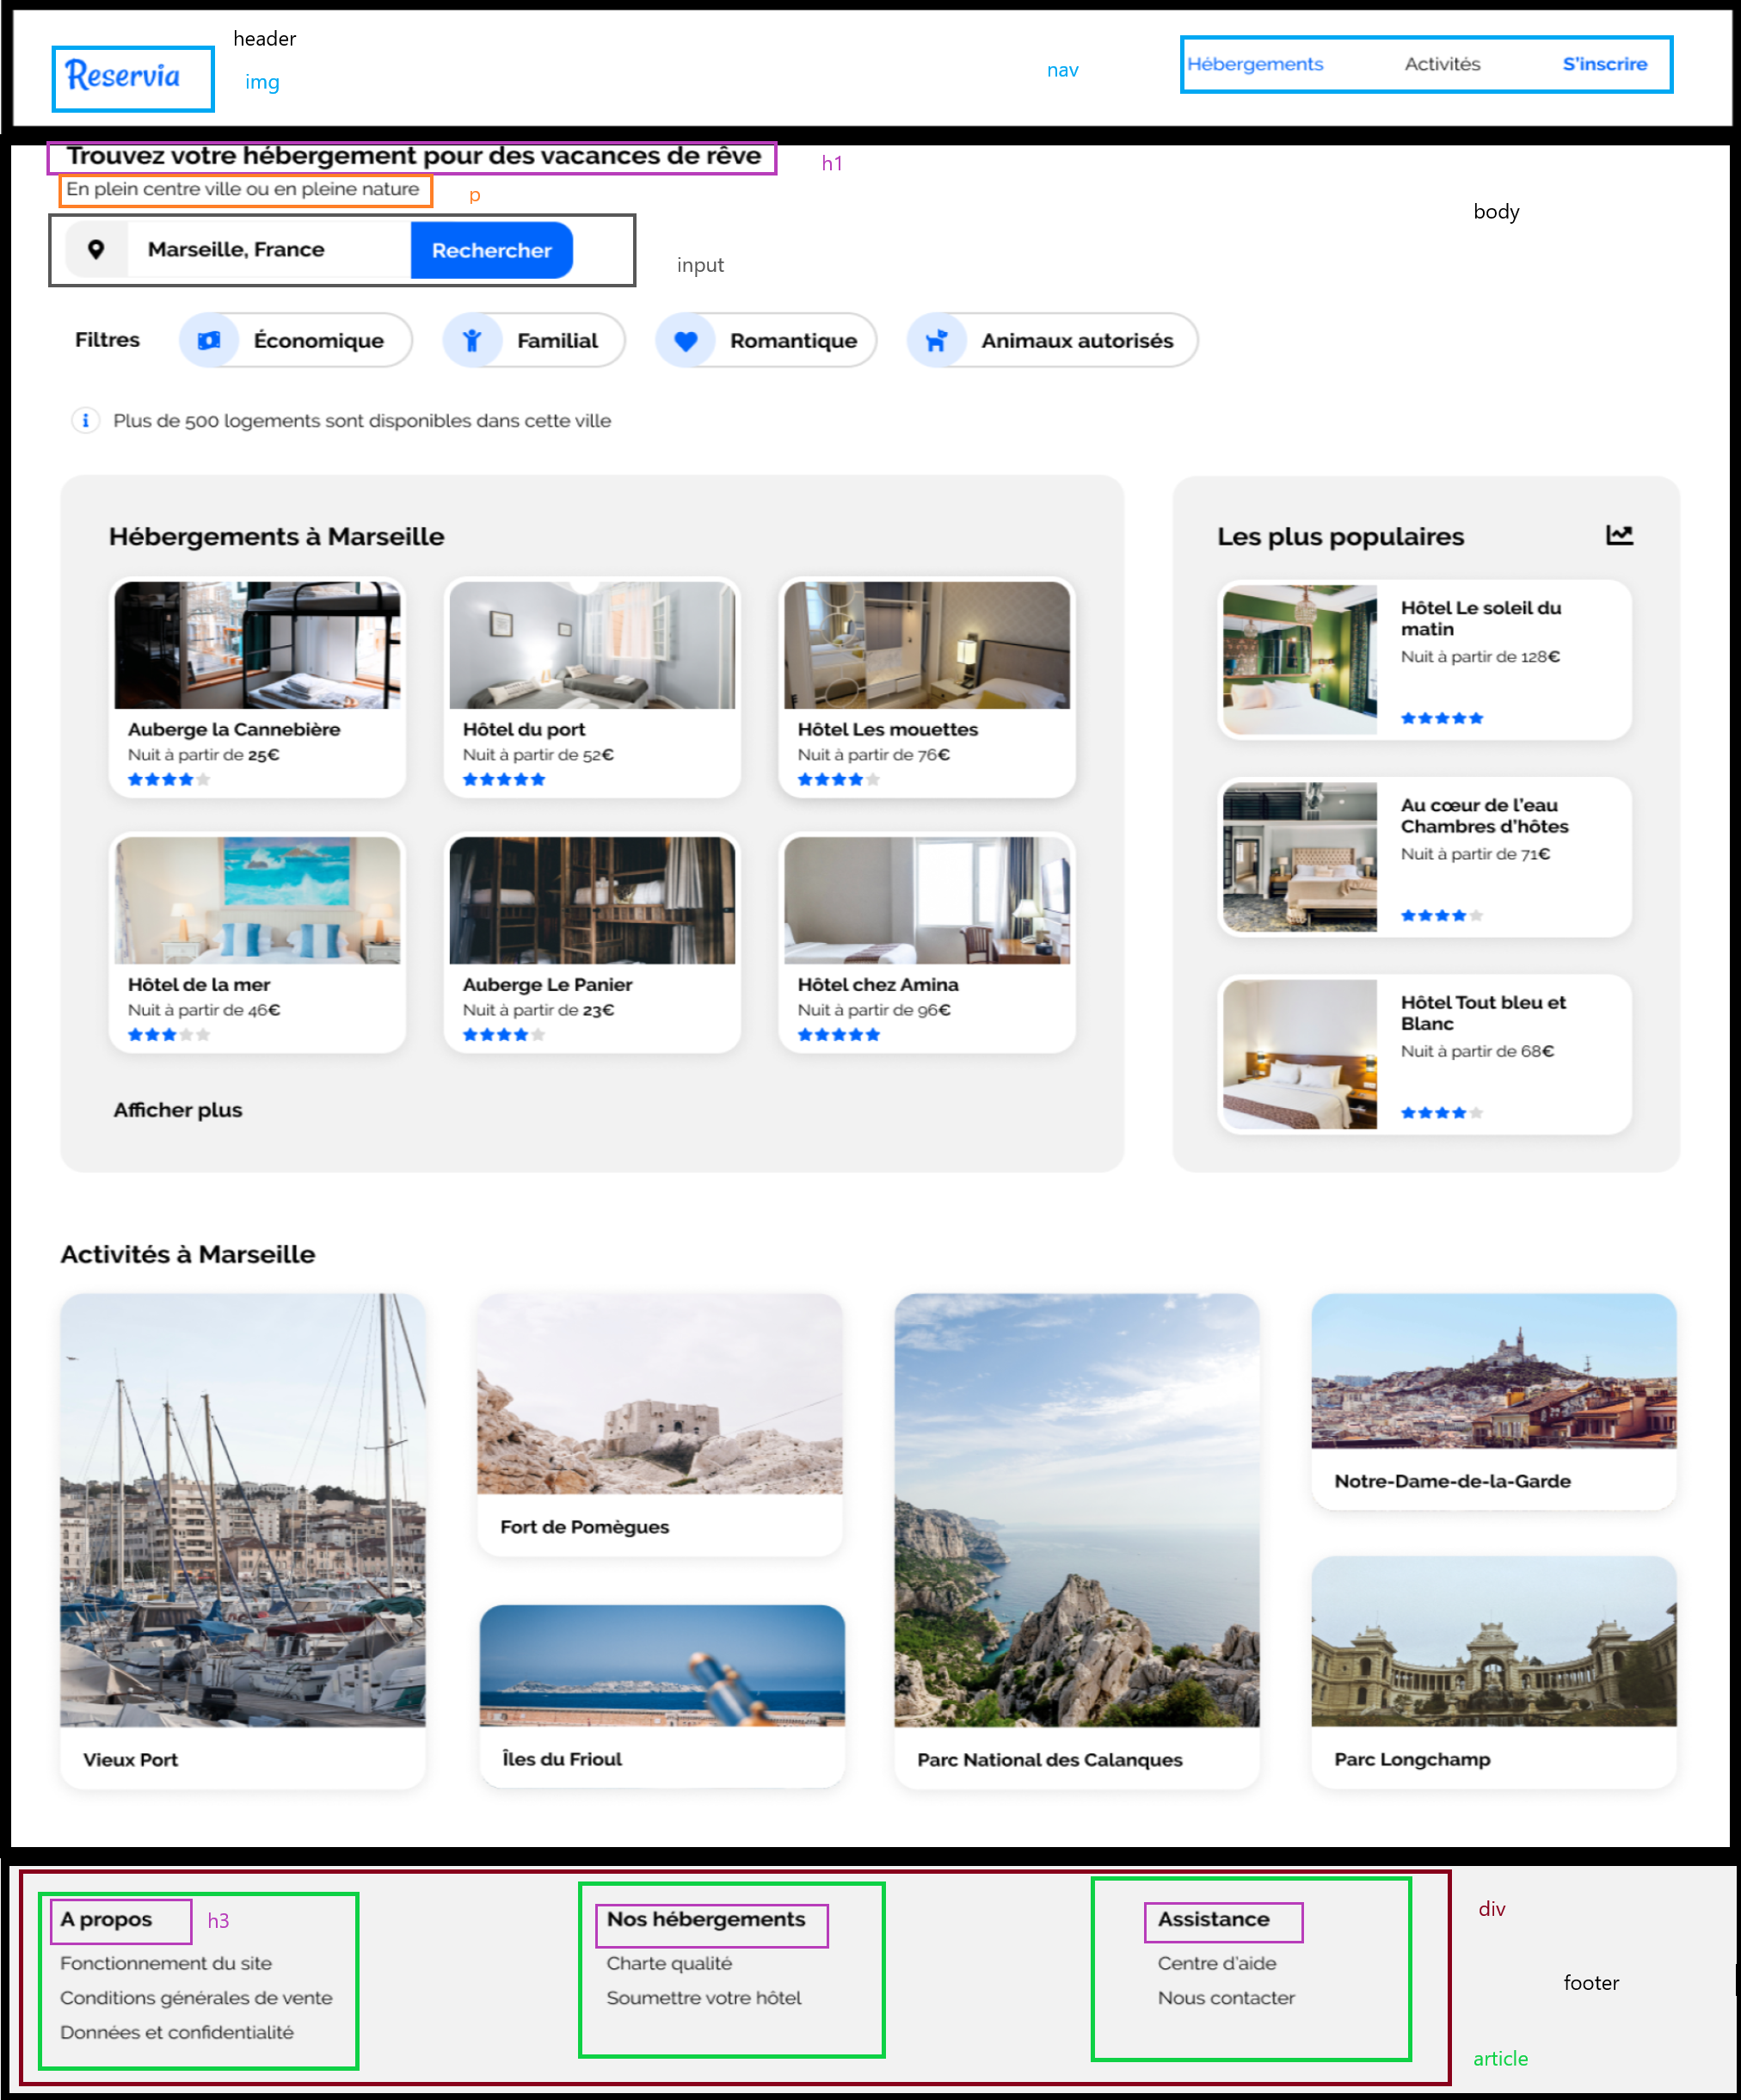 header
Reservia
img
nav
Hébergements
Activités
S'inscrire
Trouvez votre hébergement pour des vacances de rêve
h1
En plein centre ville ou en pleine nature
p
body
Marseille, France
Rechercher
input
Filtres
Économique
Familial
Romantique
Animaux autorisés
i
Plus de 500 logements sont disponibles dans cette ville
Hébergements à Marseille
Auberge la Cannebière
Nuit à partir de 25€
Hôtel du port
Nuit à partir de 52€
Hôtel Les mouettes
Nuit à partir de 76€
Hôtel de la mer
Nuit à partir de 46€
Auberge Le Panier
Nuit à partir de 23€
Hôtel chez Amina
Nuit à partir de 96€
Afficher plus
Les plus populaires
Hôtel Le soleil du
matin
Nuit à partir de 128€
Au cœur de l'eau
Chambres d'hôtes
Nuit à partir de 71€
Hôtel Tout bleu et
Blanc
Nuit à partir de 68€
Activités à Marseille
Vieux Port
Fort de Pomègues
Îles du Frioul
Parc National des Calanques
Notre-Dame-de-la-Garde
Parc Longchamp
A propos
h3
Fonctionnement du site
Conditions générales de vente
Données et confidentialité
Nos hébergements
Charte qualité
Soumettre votre hôtel
Assistance
Centre d'aide
Nous contacter
div
footer
article